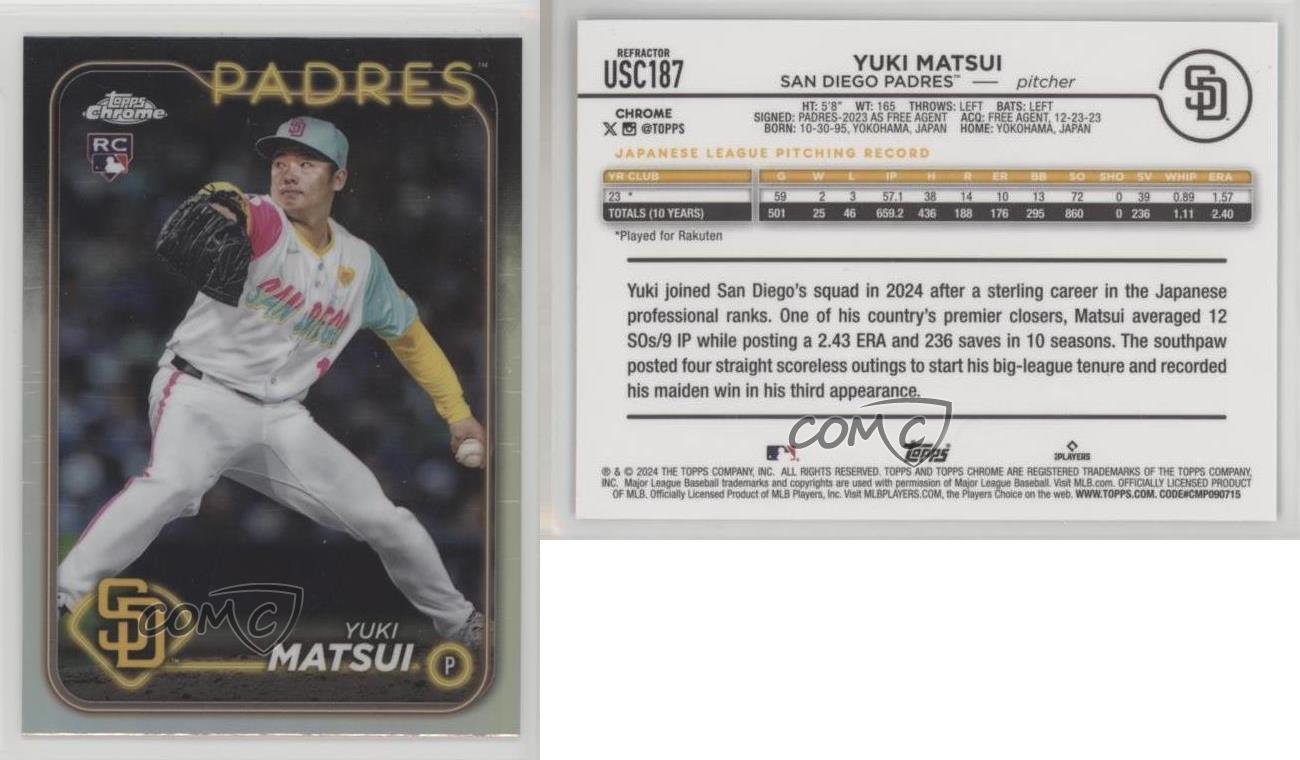 PADRES™
Topps
Chrome
RC
SAN DIEGO
SD
COMC
YUKI
MATSUI
P
REFRACTOR
USC187
YUKI MATSUI
SAN DIEGO PADRES™ — pitcher
SD
CHROME
@TOPPS
HT: 5'8" WT: 165 THROWS: LEFT BATS: LEFT
SIGNED: PADRES-2023 AS FREE AGENT ACQ: FREE AGENT, 12-23-23
BORN: 10-30-95, YOKOHAMA, JAPAN HOME: YOKOHAMA, JAPAN
JAPANESE LEAGUE PITCHING RECORD
YR CLUB G W L IP H R ER BB SO SHO SV WHIP ERA
23 * 59 2 3 57.1 38 14 10 13 72 0 39 0.89 1.57
TOTALS (10 YEARS) 501 25 46 659.2 436 188 176 295 860 0 236 1.11 2.40
*Played for Rakuten
Yuki joined San Diego's squad in 2024 after a sterling career in the Japanese
professional ranks. One of his country's premier closers, Matsui averaged 12
SOs/9 IP while posting a 2.43 ERA and 236 saves in 10 seasons. The southpaw
posted four straight scoreless outings to start his big-league tenure and recorded
his maiden win in his third appearance.
COMC
Topps
PLAYERS
® & © 2024 THE TOPPS COMPANY, INC. ALL RIGHTS RESERVED. TOPPS AND TOPPS CHROME ARE REGISTERED TRADEMARKS OF THE TOPPS COMPANY,
INC. Major League Baseball trademarks and copyrights are used with permission of Major League Baseball. Visit MLB.com. OFFICIALLY LICENSED PRODUCT
OF MLB. Officially Licensed Product of MLB Players, Inc. Visit MLBPLAYERS.COM, the Players Choice on the web. WWW.TOPPS.COM. CODE#CMP090715